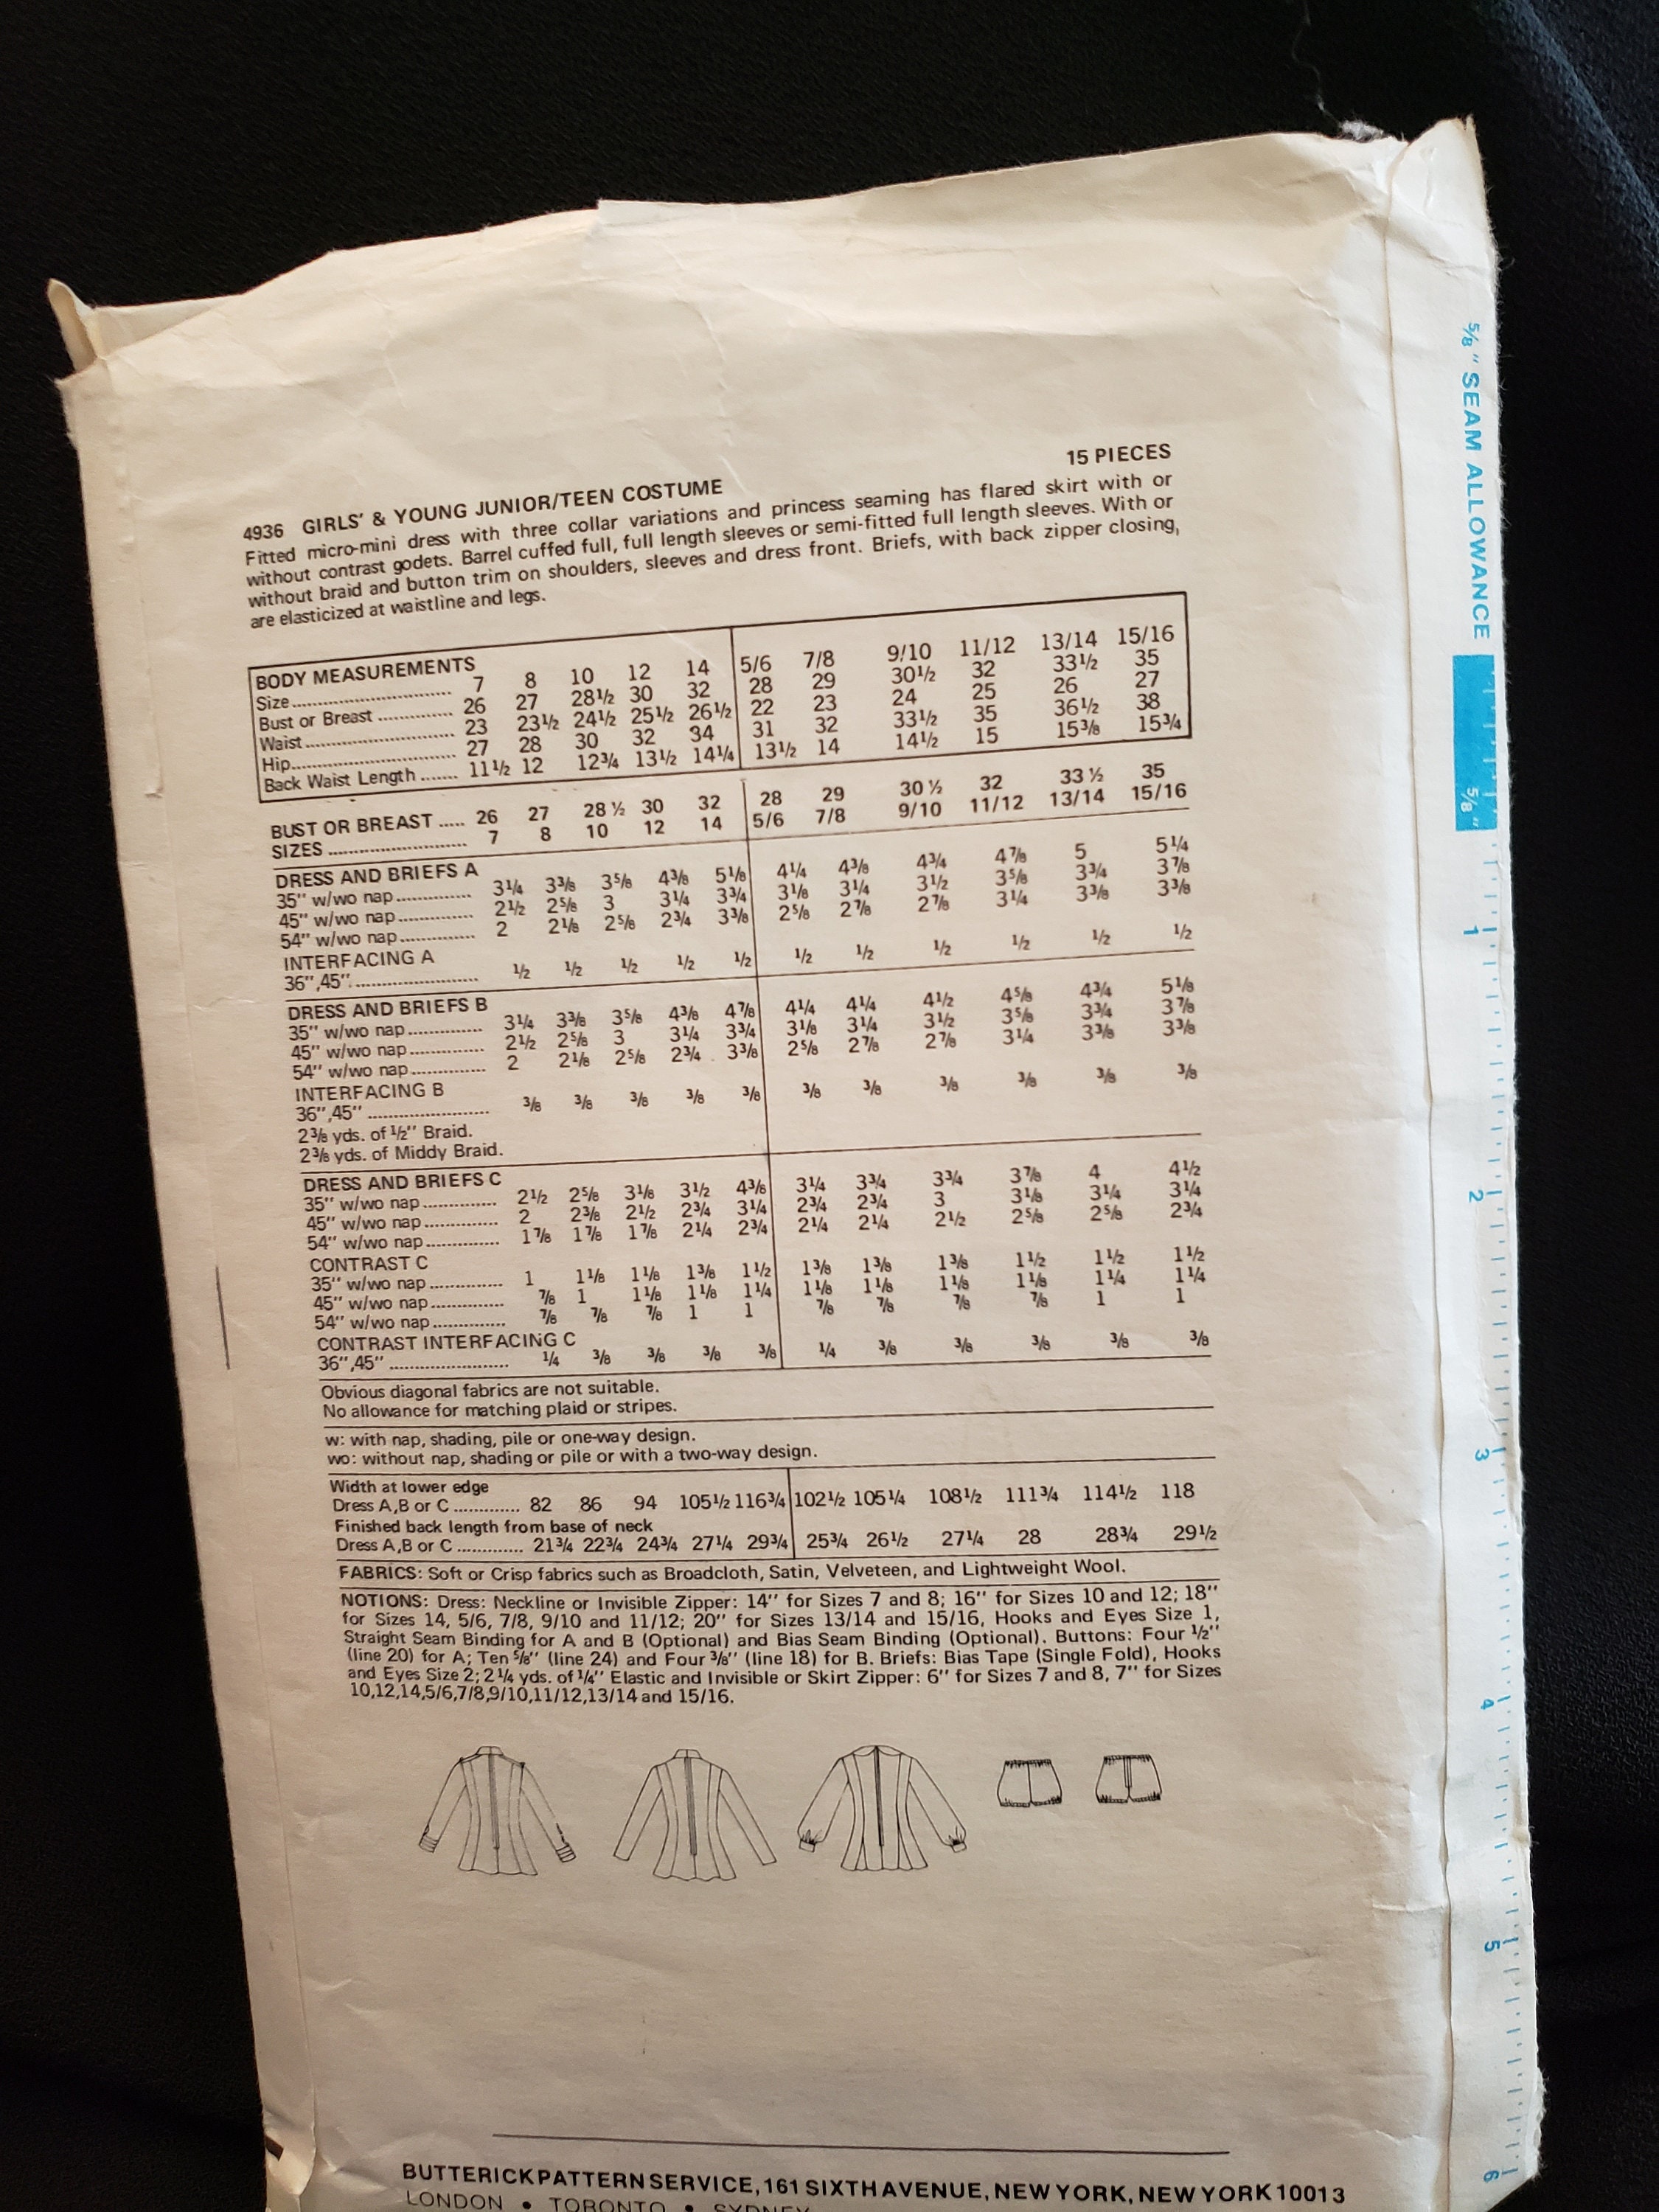 15 PIECES
4936 GIRLS' & YOUNG JUNIOR/TEEN COSTUME
Fitted micro-mini dress with three collar variations and princess seaming has flared skirt with or
without contrast godets. Barrel cuffed full, full length sleeves or semi-fitted full length sleeves. With or
without braid and button trim on shoulders, sleeves and dress front. Briefs, with back zipper closing,
are elasticized at waistline and legs.
BODY MEASUREMENTS
Size.......................... 7 8 10 12 14 5/6 7/8 9/10 11/12 13/14 15/16
Bust or Breast ............. 26 27 28½ 30 32 28 29 30½ 32 33½ 35
Waist........................ 23 23½ 24½ 25½ 26½ 22 23 24 25 26 27
Hip.......................... 27 28 30 32 34 31 32 33½ 35 36½ 38
Back Waist Length ....... 11½ 12 12¾ 13½ 14¼ 13½ 14 14½ 15 15⅜ 15¾
BUST OR BREAST ..... 26 27 28 ½ 30 32 28 29 30 ½ 32 33 ½ 35
SIZES .......................... 7 8 10 12 14 5/6 7/8 9/10 11/12 13/14 15/16
DRESS AND BRIEFS A
35" w/wo nap............. 3¼ 3⅜ 3⅝ 4⅜ 5⅛ 4¼ 4⅜ 4¾ 4⅞ 5 5¼
45" w/wo nap............. 2½ 2⅝ 3 3¼ 3¾ 3⅛ 3¼ 3½ 3⅝ 3¾ 3⅞
54" w/wo nap............. 2 2⅛ 2⅝ 2¾ 3⅜ 2⅝ 2⅞ 2⅞ 3¼ 3⅜ 3⅜
INTERFACING A
36",45"....................... ½ ½ ½ ½ ½ ½ ½ ½ ½ ½ ½
DRESS AND BRIEFS B
35" w/wo nap ............. 3¼ 3⅜ 3⅝ 4⅜ 4⅞ 4¼ 4¼ 4½ 4⅝ 4¾ 5⅛
45" w/wo nap ............. 2½ 2⅝ 3 3¼ 3¾ 3⅛ 3¼ 3½ 3⅝ 3¾ 3⅞
54" w/wo nap ............. 2 2⅛ 2⅝ 2¾ 3⅜ 2⅝ 2⅞ 2⅞ 3¼ 3⅜ 3⅜
INTERFACING B
36",45" ....................... ⅜ ⅜ ⅜ ⅜ ⅜ ⅜ ⅜ ⅜ ⅜ ⅜ ⅜
2⅜ yds. of ½" Braid.
2⅜ yds. of Middy Braid.
DRESS AND BRIEFS C
35" w/wo nap ............. 2½ 2⅝ 3⅛ 3½ 4⅜ 3¼ 3¾ 3¾ 3⅞ 4 4½
45" w/wo nap ............. 2 2⅜ 2½ 2¾ 3¼ 2¾ 2¾ 3 3⅛ 3¼ 3¼
54" w/wo nap ............. 1⅞ 1⅞ 1⅞ 2¼ 2¾ 2¼ 2¼ 2½ 2⅝ 2⅝ 2¾
CONTRAST C
35" w/wo nap ............. 1 1⅛ 1⅛ 1⅜ 1½ 1⅜ 1⅜ 1⅜ 1½ 1½ 1½
45" w/wo nap ............. ⅞ 1 1⅛ 1⅛ 1¼ 1⅛ 1⅛ 1⅛ 1⅛ 1¼ 1¼
54" w/wo nap ............. ⅞ ⅞ ⅞ 1 1 ⅞ ⅞ ⅞ ⅞ 1 1
CONTRAST INTERFACING C
36",45" ....................... ¼ ⅜ ⅜ ⅜ ⅜ ¼ ⅜ ⅜ ⅜ ⅜ ⅜
Obvious diagonal fabrics are not suitable.
No allowance for matching plaid or stripes.
w: with nap, shading, pile or one-way design.
wo: without nap, shading or pile or with a two-way design.
Width at lower edge
Dress A,B or C ............ 82 86 94 105½ 116¾ 102½ 105¼ 108½ 111¾ 114½ 118
Finished back length from base of neck
Dress A,B or C ............ 21¾ 22¾ 24¾ 27¼ 29¾ 25¾ 26½ 27¼ 28 28¾ 29½
FABRICS: Soft or Crisp fabrics such as Broadcloth, Satin, Velveteen, and Lightweight Wool.
NOTIONS: Dress: Neckline or Invisible Zipper: 14" for Sizes 7 and 8; 16" for Sizes 10 and 12; 18"
for Sizes 14, 5/6, 7/8, 9/10 and 11/12; 20" for Sizes 13/14 and 15/16, Hooks and Eyes Size 1,
Straight Seam Binding for A and B (Optional) and Bias Seam Binding (Optional). Buttons: Four ½"
(line 20) for A; Ten ⅝" (line 24) and Four ⅜" (line 18) for B. Briefs: Bias Tape (Single Fold), Hooks
and Eyes Size 2; 2¼ yds. of ¼" Elastic and Invisible or Skirt Zipper: 6" for Sizes 7 and 8, 7" for Sizes
10,12,14,5/6,7/8,9/10,11/12,13/14 and 15/16.
BUTTERICK PATTERN SERVICE, 161 SIXTH AVENUE, NEW YORK, NEW YORK 10013
LONDON • TORONTO • SYDNEY
⅝" SEAM ALLOWANCE
⅝"
1
2
3
4
5
6